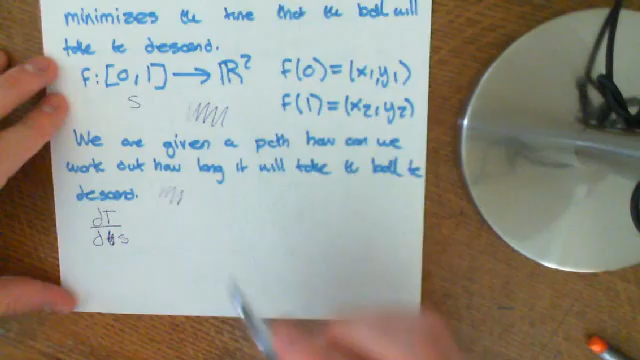 minimizes the time that the ball will
take to descend.
f:[0,1]→ℝ² f(0)=(x₁,y₁)
s f(1)=(x₂,y₂)
We are given a path how can we
work out how long it will take the ball to
descend.
dT
ds